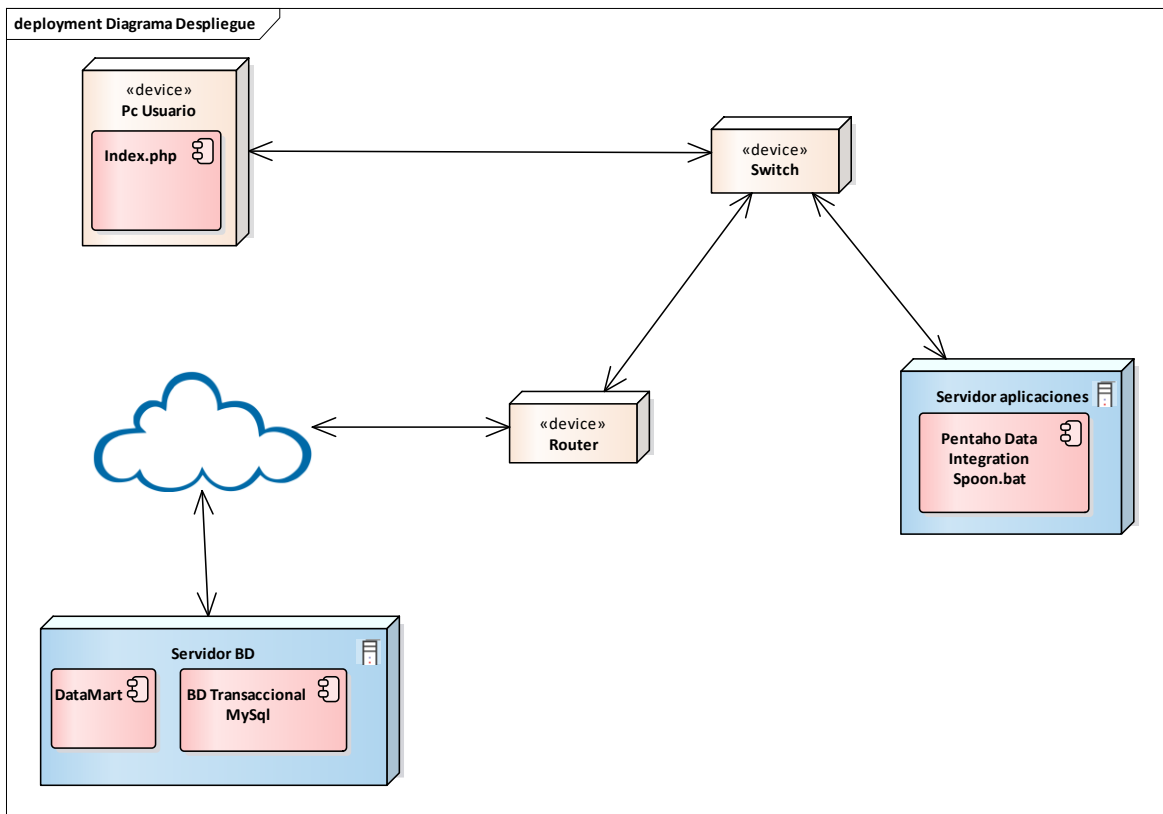 deployment Diagrama Despliegue
«device»
Pc Usuario
Index.php
«device»
Switch
«device»
Router
Servidor aplicaciones
Pentaho Data
Integration
Spoon.bat
Servidor BD
DataMart
BD Transaccional
MySql